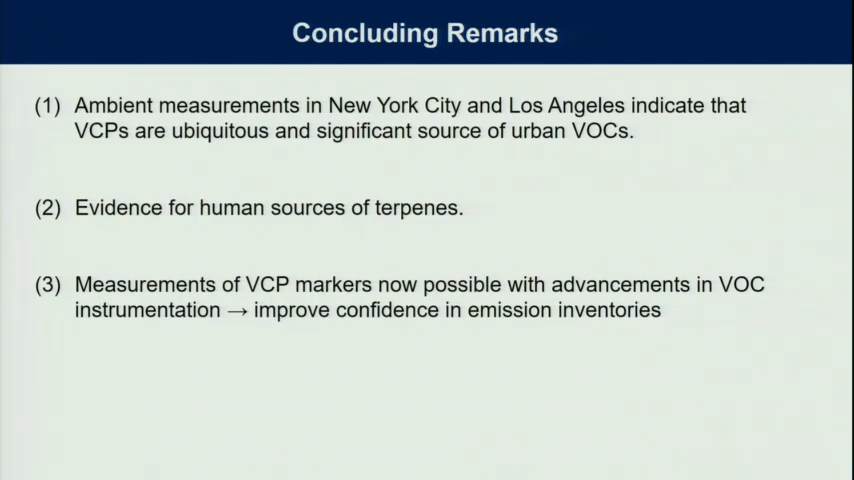 Concluding Remarks
(1) Ambient measurements in New York City and Los Angeles indicate that
VCPs are ubiquitous and significant source of urban VOCs.
(2) Evidence for human sources of terpenes.
(3) Measurements of VCP markers now possible with advancements in VOC
instrumentation → improve confidence in emission inventories